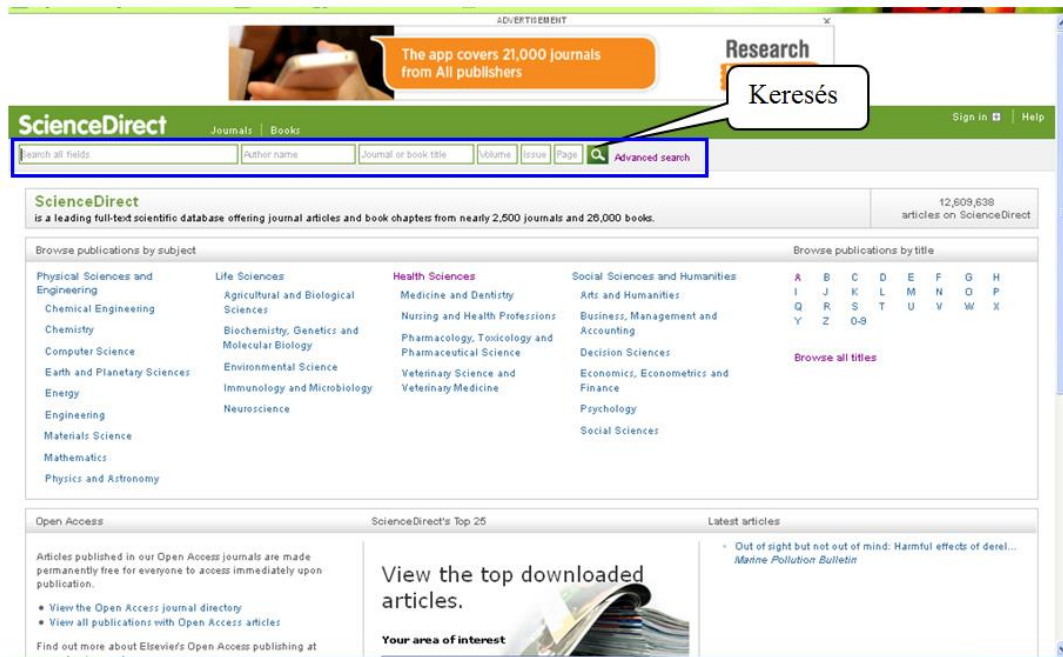 ADVERTISEMENT
The app covers 21,000 journals
from All publishers
Research
Keresés
ScienceDirect
Journals | Books
Sign in
Help
Search all fields
Author name
Journal or book title
Volume
Issue
Page
Advanced search
ScienceDirect
is a leading full-text scientific database offering journal articles and book chapters from nearly 2,500 journals and 26,000 books.
12,609,638
articles on ScienceDirect
Browse publications by subject
Physical Sciences and
Engineering
Chemical Engineering
Chemistry
Computer Science
Earth and Planetary Sciences
Energy
Engineering
Materials Science
Mathematics
Physics and Astronomy
Life Sciences
Agricultural and Biological
Sciences
Biochemistry, Genetics and
Molecular Biology
Environmental Science
Immunology and Microbiology
Neuroscience
Health Sciences
Medicine and Dentistry
Nursing and Health Professions
Pharmacology, Toxicology and
Pharmaceutical Science
Veterinary Science and
Veterinary Medicine
Social Sciences and Humanities
Arts and Humanities
Business, Management and
Accounting
Decision Sciences
Economics, Econometrics and
Finance
Psychology
Social Sciences
Browse publications by title
A B C D E F G H
I J K L M N O P
Q R S T U V W X
Y Z 0-9
Browse all titles
Open Access
Articles published in our Open Access journals are made
permanently free for everyone to access immediately upon
publication.
View the Open Access journal directory
View all publications with Open Access articles
Find out more about Elsevier's Open Access publishing at
ScienceDirect's Top 25
View the top downloaded
articles.
Your area of interest
Latest articles
Out of sight but not out of mind: Harmful effects of derel...
Marine Pollution Bulletin